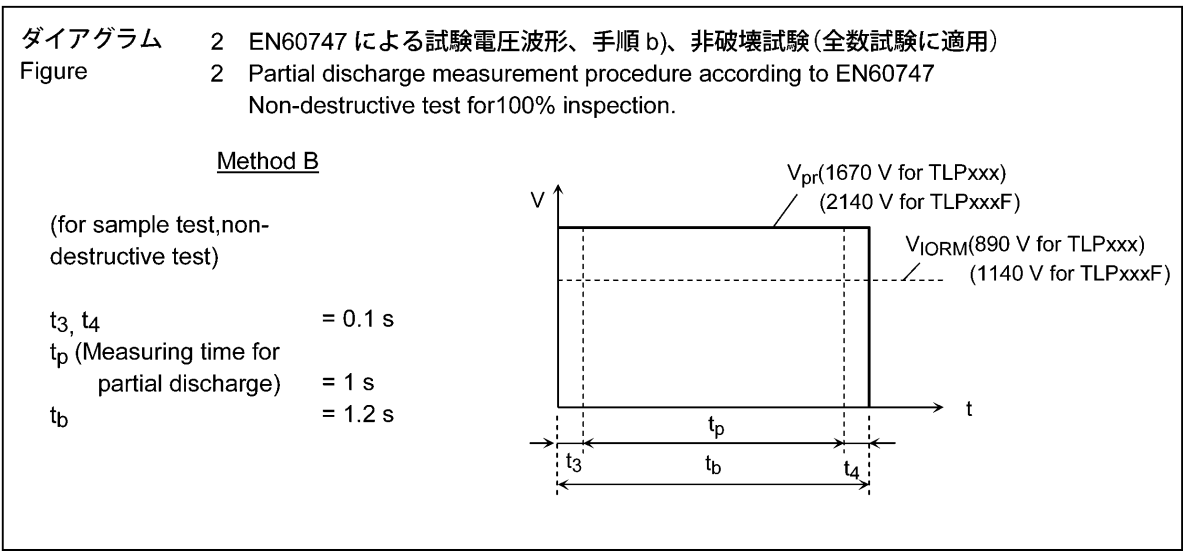 ダイアグラム 2 EN60747 による試験電圧波形、手順 b)、非破壊試験(全数試験に適用)
Figure 2 Partial discharge measurement procedure according to EN60747
Non-destructive test for100% inspection.
Method B
(for sample test,non-
destructive test)
t3, t4 = 0.1 s
tp (Measuring time for
partial discharge) = 1 s
tb = 1.2 s
Vpr(1670 V for TLPxxx)
(2140 V for TLPxxxF)
V
VIORM(890 V for TLPxxx)
(1140 V for TLPxxxF)
t
tp
t3 tb t4